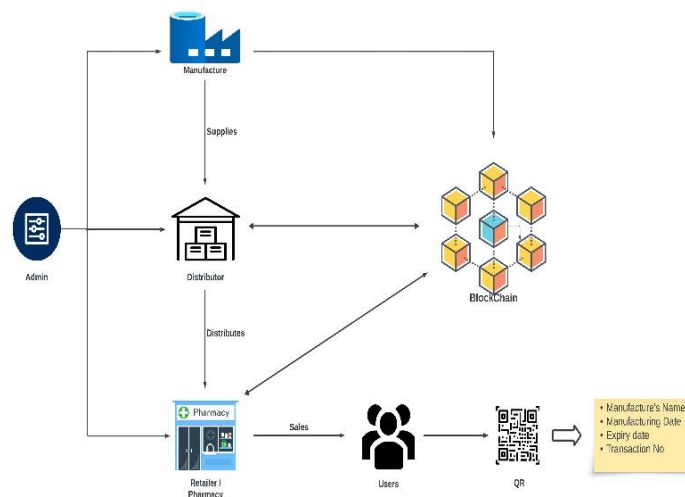 Manufacture
Supplies
Admin
Distributor
BlockChain
Distributes
Pharmacy
Sales
Retailer /
Pharmacy
Users
QR
• Manufacture's Name
• Manufacturing Date
• Expiry date
• Transaction No